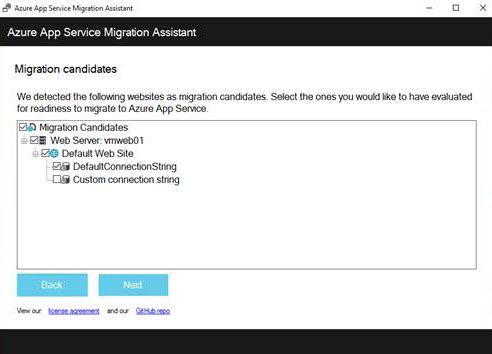 Azure App Service Migration Assistant
Azure App Service Migration Assistant
Migration candidates
We detected the following websites as migration candidates. Select the ones you would like to have evaluated
for readiness to migrate to Azure App Service.
Migration Candidates
Web Server: vmweb01
Default Web Site
DefaultConnectionString
Custom connection string
Back Next
View our license agreement and our GitHub repo